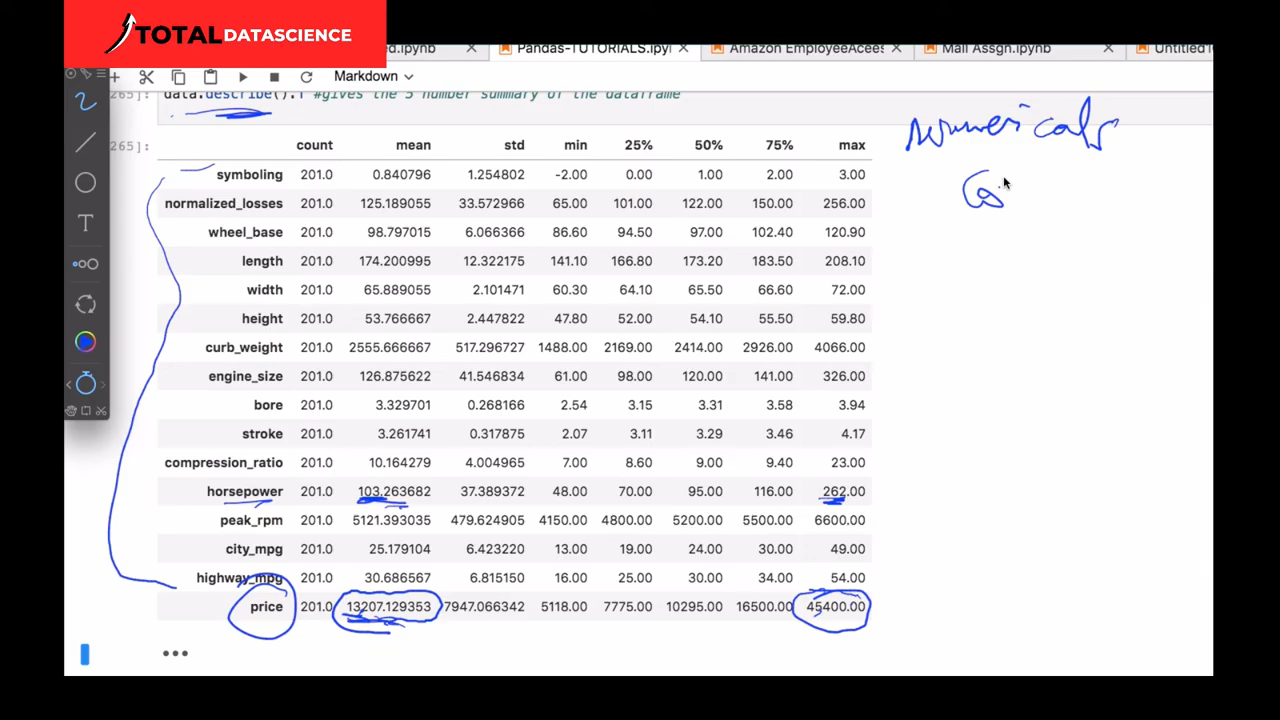 TOTAL DATASCIENCE
ed.ipynb Pandas-TUTORIALS.ipyl Amazon EmployeeAcees Mall Assgn.ipynb Untitled
Markdown
265]: data.describe().T #gives the 5 number summary of the dataframe
numericals
265]:
count mean std min 25% 50% 75% max
symboling 201.0 0.840796 1.254802 -2.00 0.00 1.00 2.00 3.00
normalized_losses 201.0 125.189055 33.572966 65.00 101.00 122.00 150.00 256.00
wheel_base 201.0 98.797015 6.066366 86.60 94.50 97.00 102.40 120.90
length 201.0 174.200995 12.322175 141.10 166.80 173.20 183.50 208.10
width 201.0 65.889055 2.101471 60.30 64.10 65.50 66.60 72.00
height 201.0 53.766667 2.447822 47.80 52.00 54.10 55.50 59.80
curb_weight 201.0 2555.666667 517.296727 1488.00 2169.00 2414.00 2926.00 4066.00
engine_size 201.0 126.875622 41.546834 61.00 98.00 120.00 141.00 326.00
bore 201.0 3.329701 0.268166 2.54 3.15 3.31 3.58 3.94
stroke 201.0 3.261741 0.317875 2.07 3.11 3.29 3.46 4.17
compression_ratio 201.0 10.164279 4.004965 7.00 8.60 9.00 9.40 23.00
horsepower 201.0 103.263682 37.389372 48.00 70.00 95.00 116.00 262.00
peak_rpm 201.0 5121.393035 479.624905 4150.00 4800.00 5200.00 5500.00 6600.00
city_mpg 201.0 25.179104 6.423220 13.00 19.00 24.00 30.00 49.00
highway_mpg 201.0 30.686567 6.815150 16.00 25.00 30.00 34.00 54.00
price 201.0 13207.129353 7947.066342 5118.00 7775.00 10295.00 16500.00 45400.00